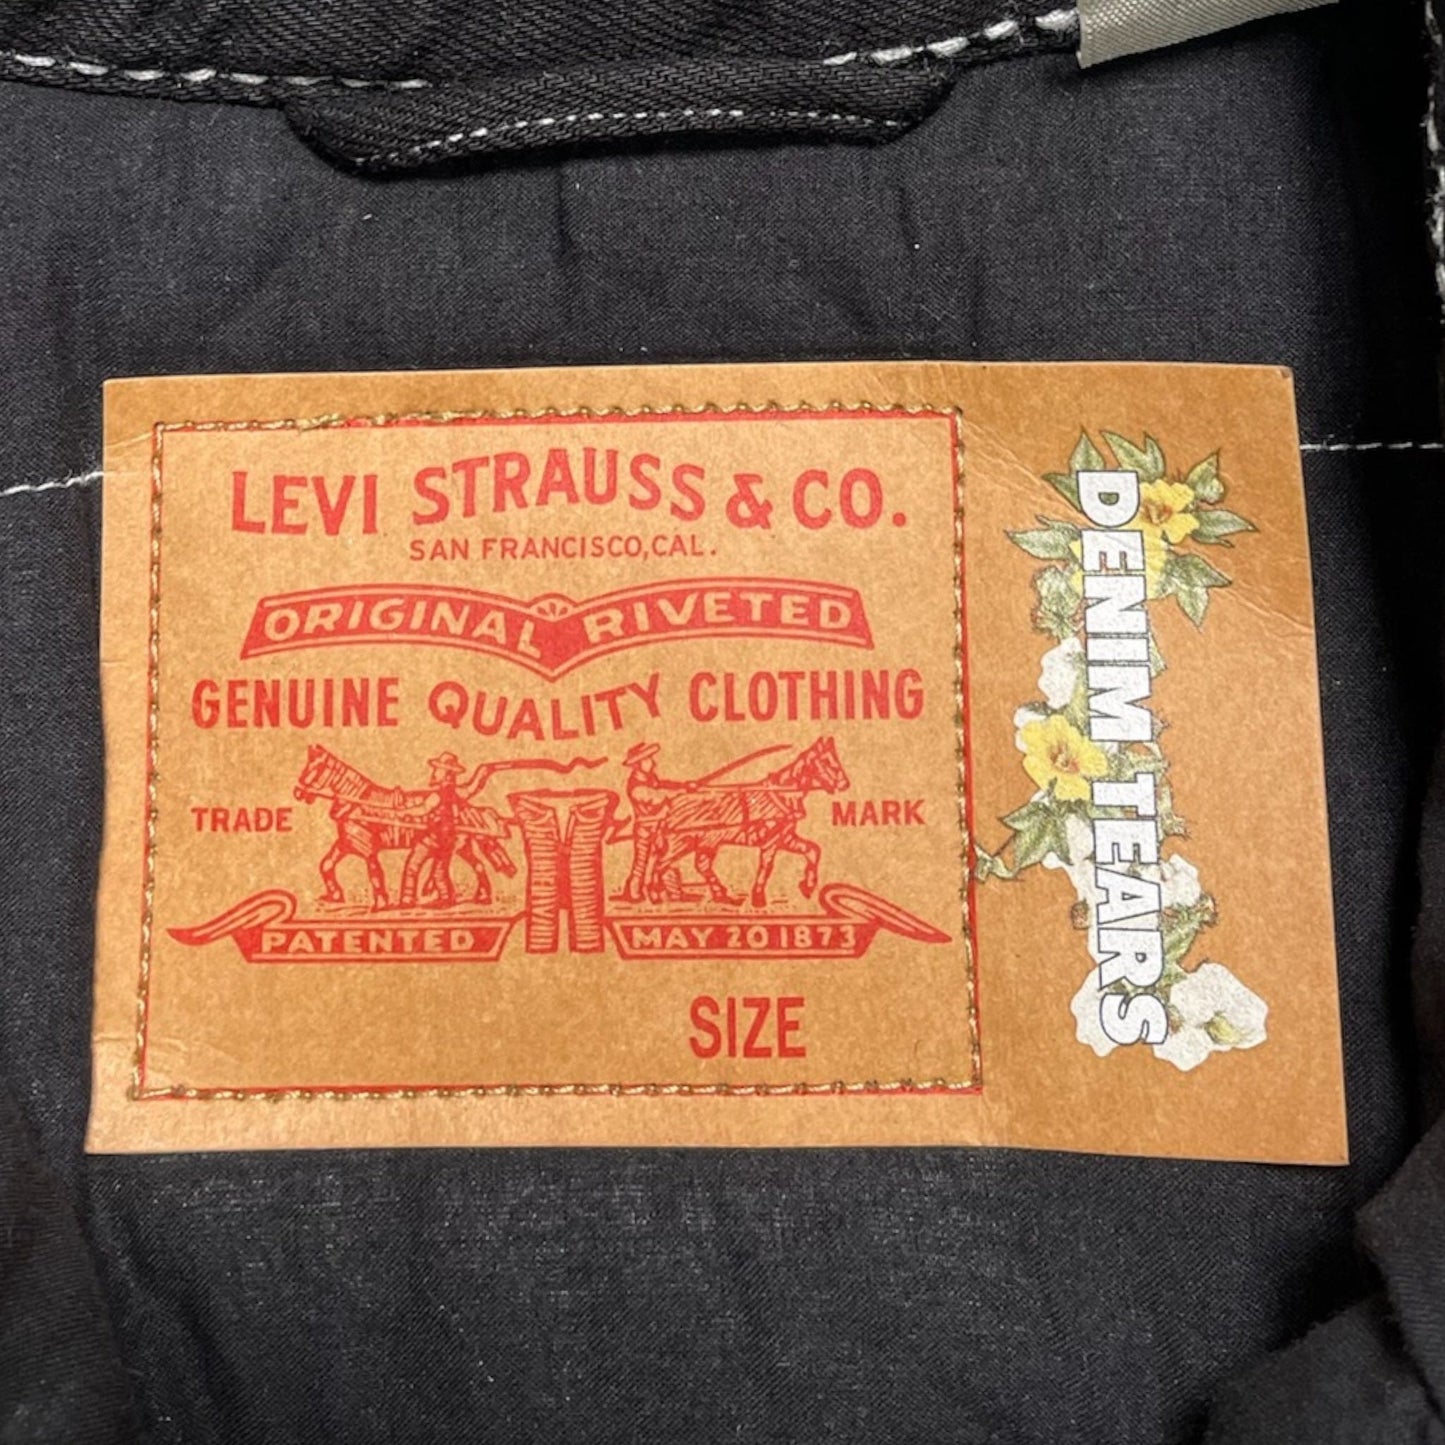 LEVI STRAUSS & CO.
SAN FRANCISCO, CAL.
ORIGINAL RIVETED
GENUINE QUALITY CLOTHING
TRADE MARK
PATENTED MAY 20 1873
SIZE
DENIM TEARS